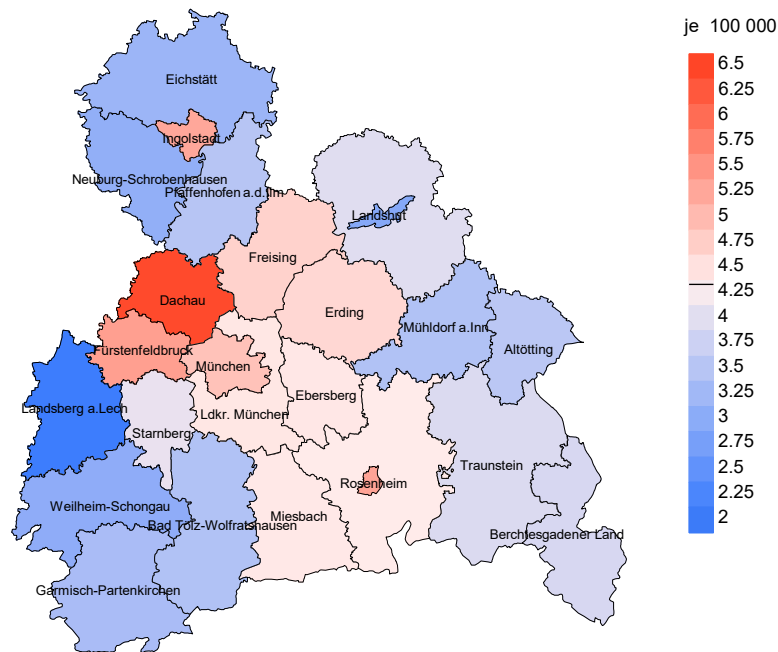 je 100 000
6.5
6.25
6
5.75
5.5
5.25
5
4.75
4.5
4.25
4
3.75
3.5
3.25
3
2.75
2.5
2.25
2
Eichstätt
Ingolstadt
Neuburg-Schrobenhausen
Pfaffenhofen a.d.Ilm
Landshut
Freising
Dachau
Erding
Mühldorf a.Inn
Altötting
Fürstenfeldbruck
München
Ebersberg
Landsberg a.Lech
Ldkr. München
Starnberg
Traunstein
Rosenheim
Weilheim-Schongau
Miesbach
Bad Tölz-Wolfratshausen
Berchtesgadener Land
Garmisch-Partenkirchen